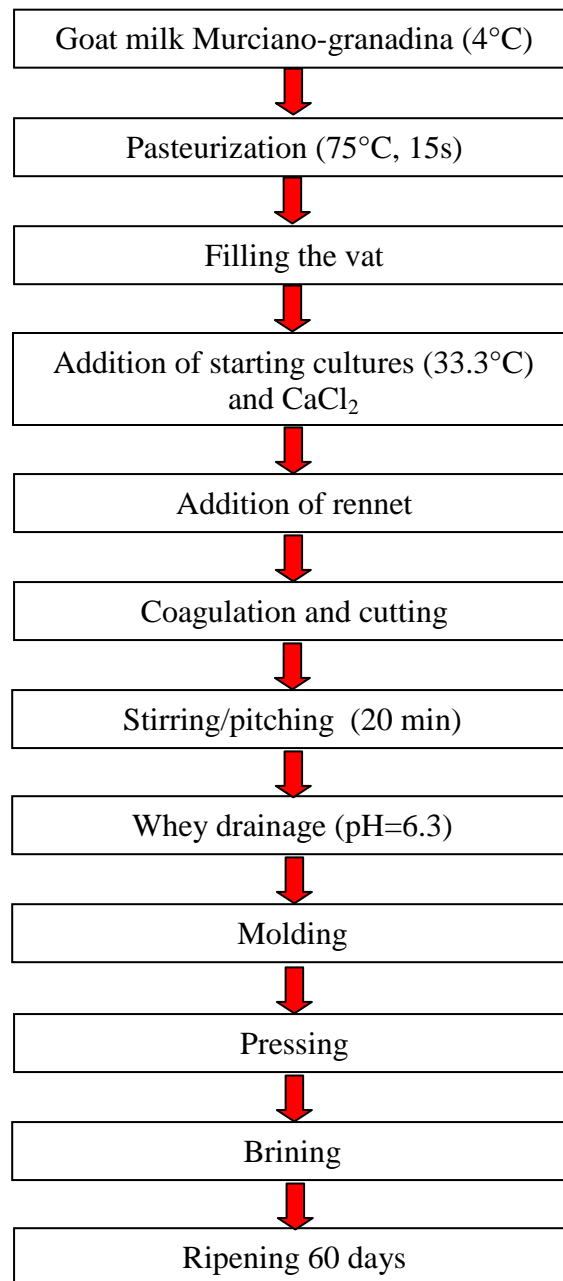 Goat milk Murciano-granadina (4°C)
Pasteurization (75°C, 15s)
Filling the vat
Addition of starting cultures (33.3°C)
and CaCl₂
Addition of rennet
Coagulation and cutting
Stirring/pitching (20 min)
Whey drainage (pH=6.3)
Molding
Pressing
Brining
Ripening 60 days